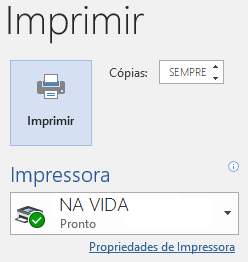 Imprimir
Cópias: SEMPRE
Imprimir
Impressora
NA VIDA
Pronto
Propriedades de Impressora